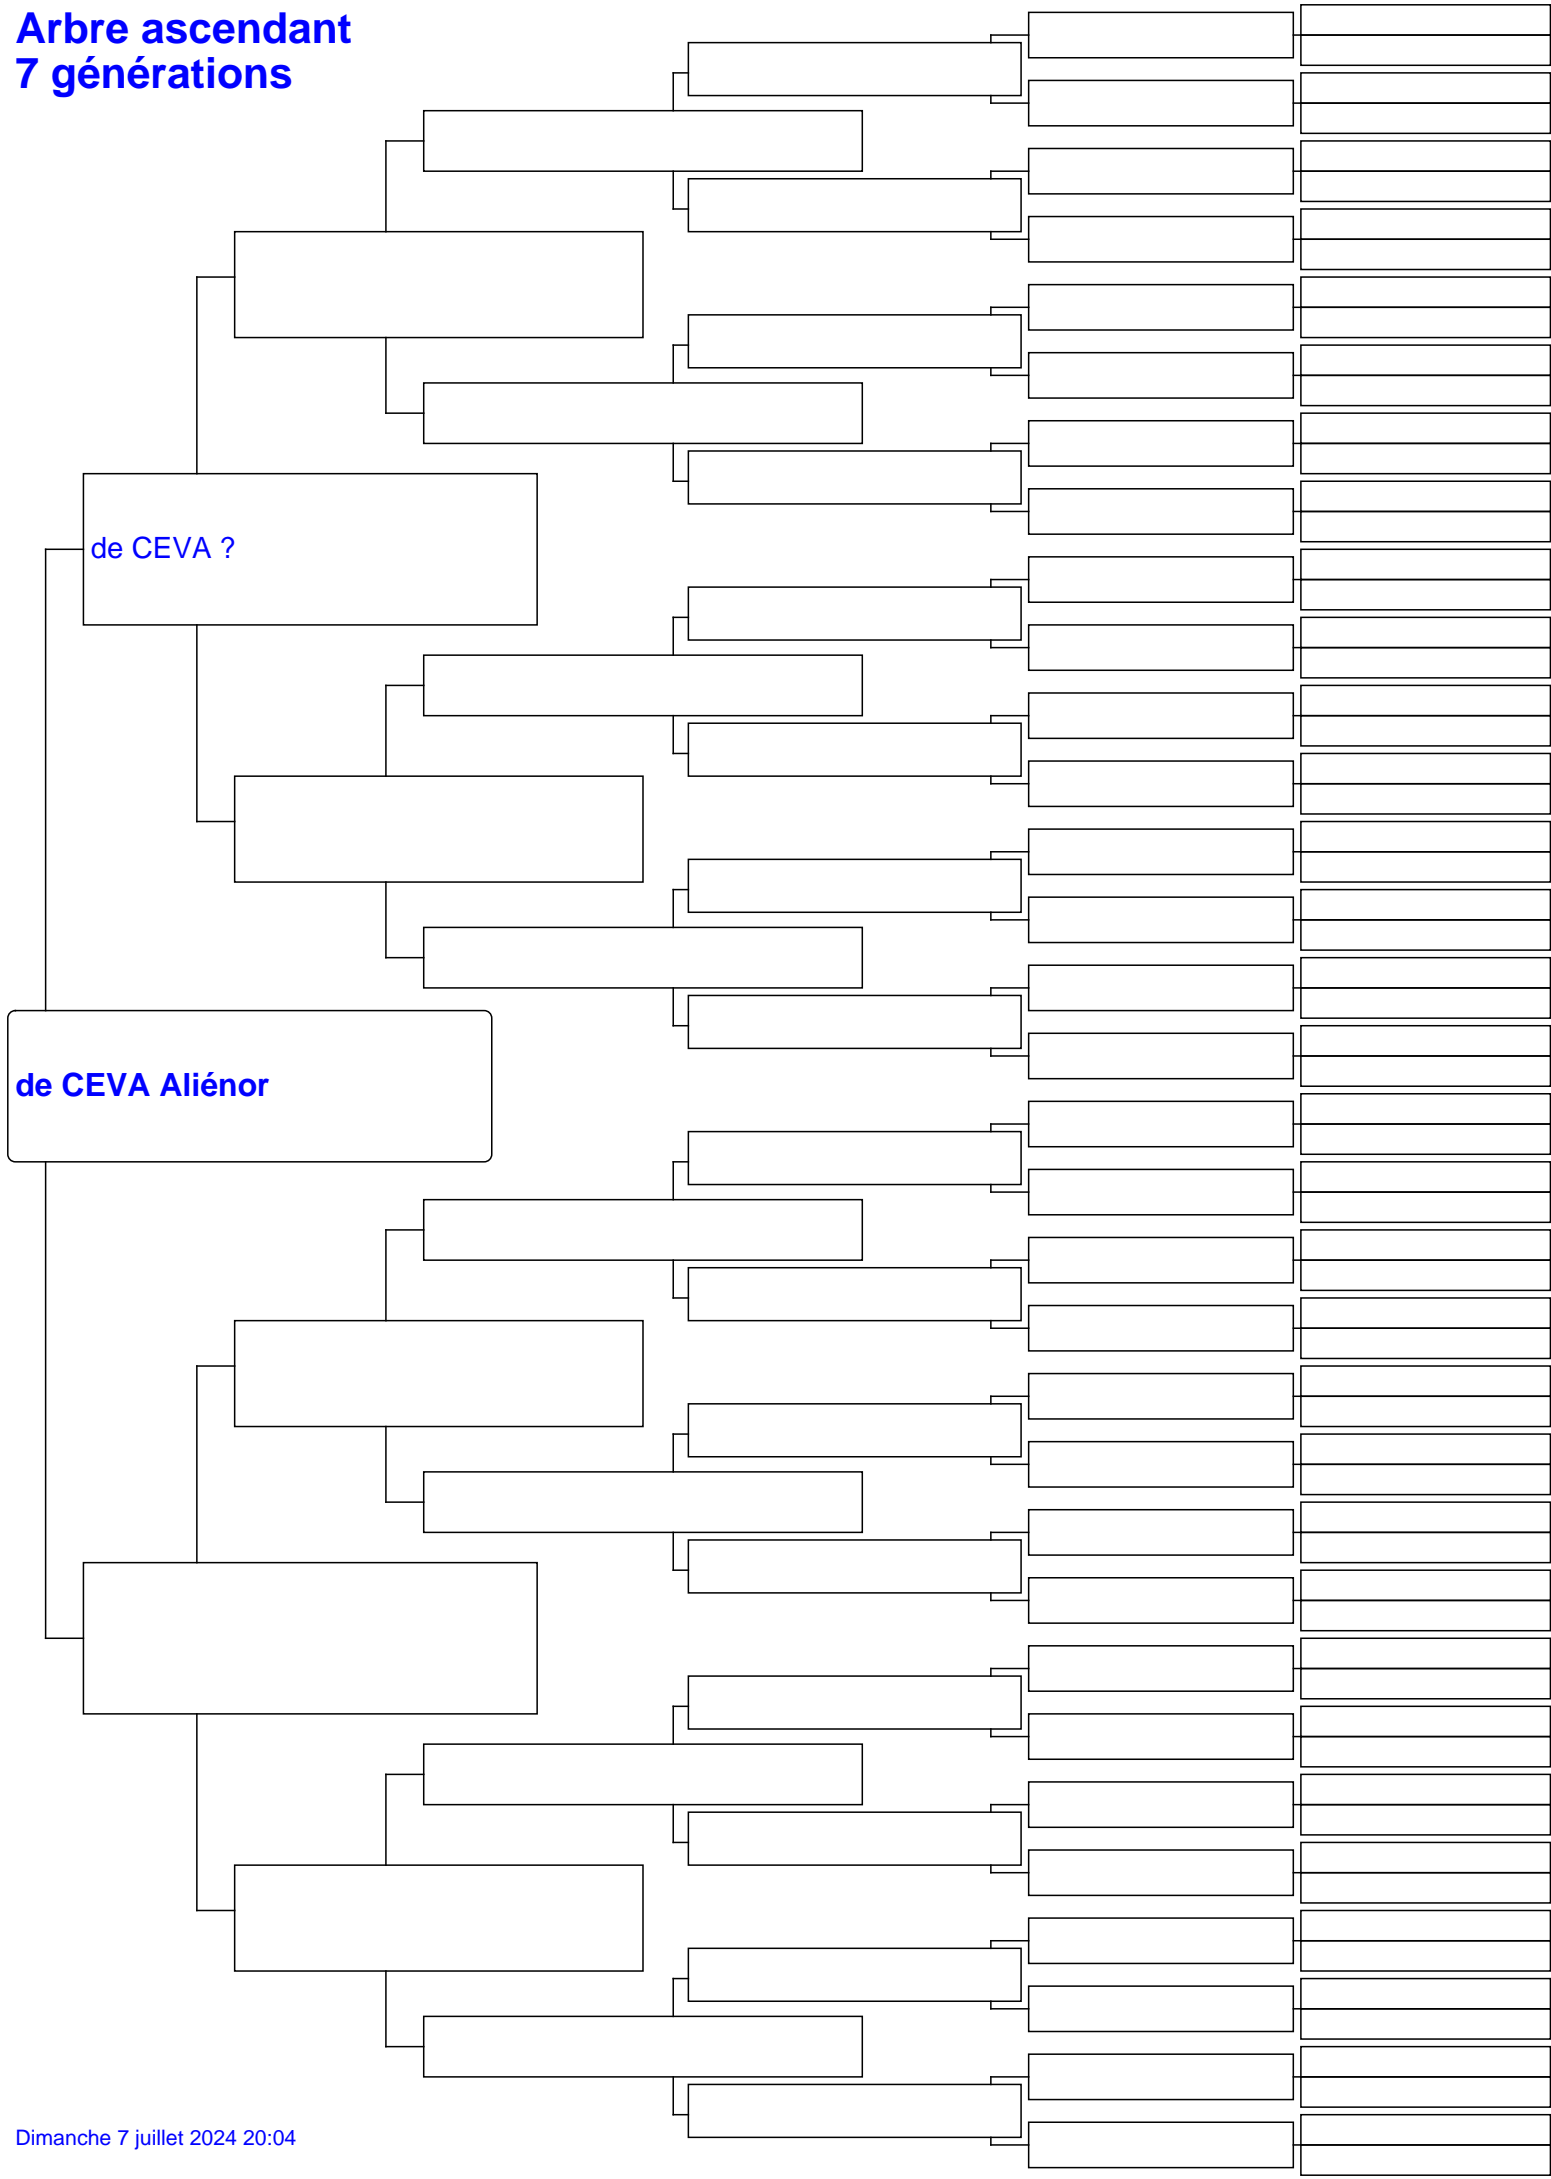 Arbre ascendant
7 générations
de CEVA ?
de CEVA Aliénor
Dimanche 7 juillet 2024 20:04